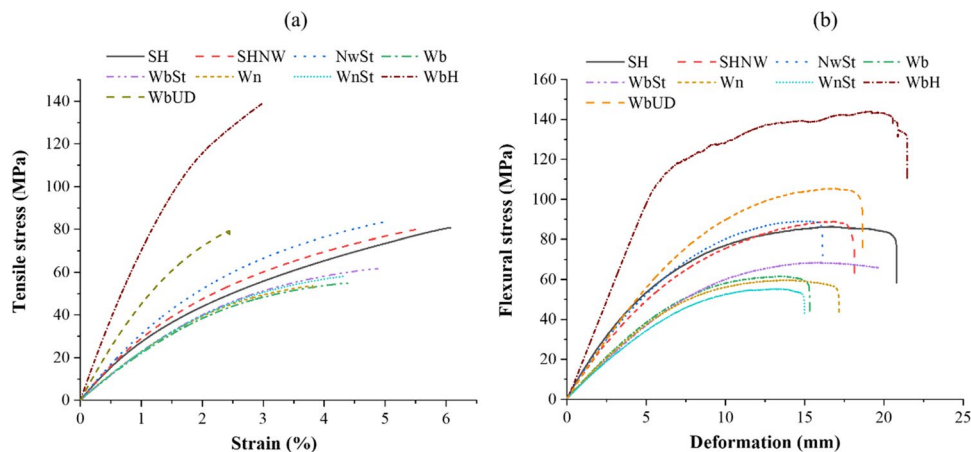 (a)
SH SHNW NwSt Wb
WbSt Wn WnSt WbH
WbUD
140
120
100
80
60
40
20
0
Tensile stress (MPa)
0 1 2 3 4 5 6
Strain (%)
(b)
SH SHNW NwSt Wb
WbSt Wn WnSt WbH
WbUD
160
140
120
100
80
60
40
20
0
Flexural stress (MPa)
0 5 10 15 20 25
Deformation (mm)